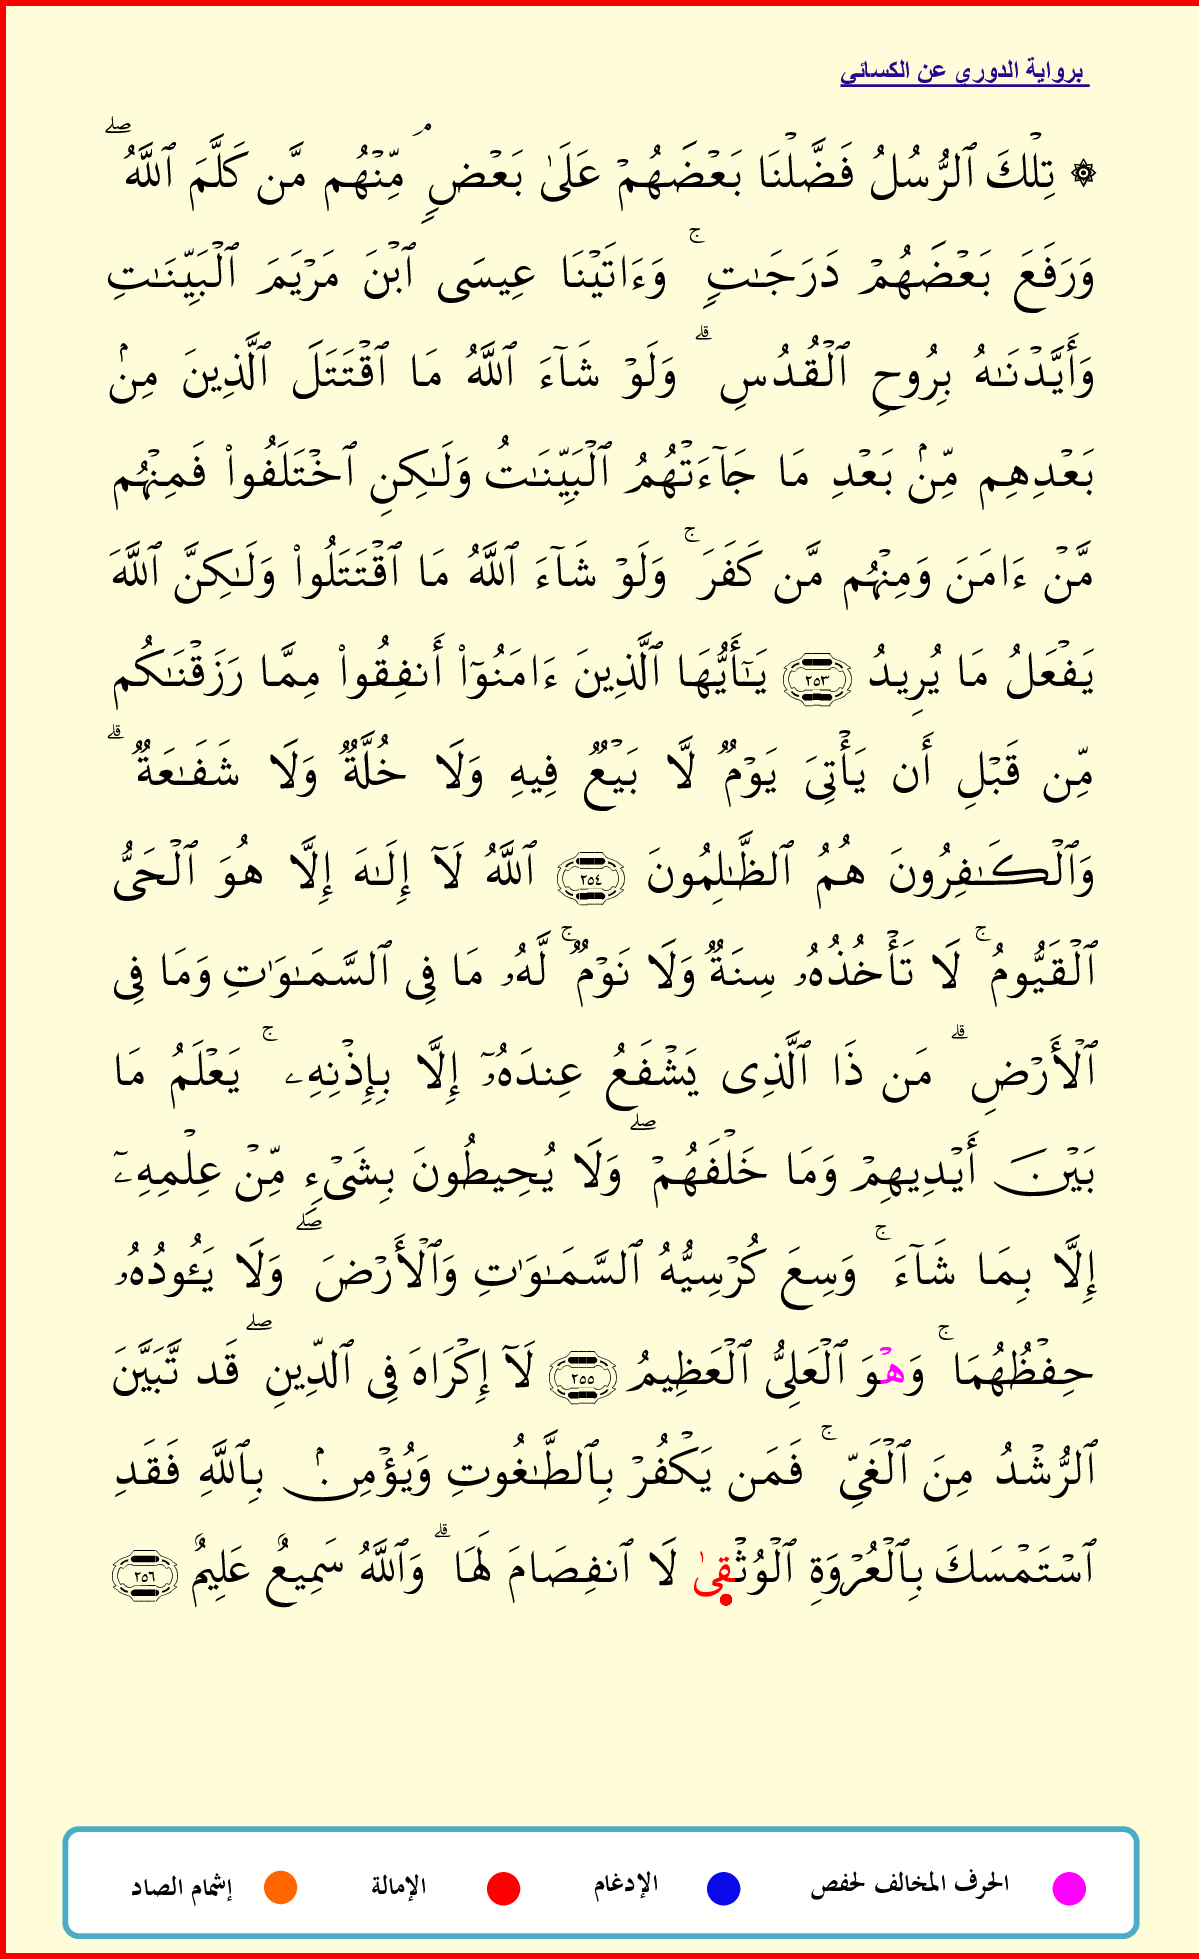 برواية الدوري عن الكسائي
۞ تِلْكَ ٱلرُّسُلُ فَضَّلْنَا بَعْضَهُمْ عَلَىٰ بَعْضٍۢ ۘ مِّنْهُم مَّن كَلَّمَ ٱللَّهُ ۖ
وَرَفَعَ بَعْضَهُمْ دَرَجَـٰتٍۢ ۚ وَءَاتَيْنَا عِيسَى ٱبْنَ مَرْيَمَ ٱلْبَيِّنَـٰتِ
وَأَيَّدْنَـٰهُ بِرُوحِ ٱلْقُدُسِ ۗ وَلَوْ شَآءَ ٱللَّهُ مَا ٱقْتَتَلَ ٱلَّذِينَ مِنۢ
بَعْدِهِم مِّنۢ بَعْدِ مَا جَآءَتْهُمُ ٱلْبَيِّنَـٰتُ وَلَـٰكِنِ ٱخْتَلَفُوا۟ فَمِنْهُم
مَّنْ ءَامَنَ وَمِنْهُم مَّن كَفَرَ ۚ وَلَوْ شَآءَ ٱللَّهُ مَا ٱقْتَتَلُوا۟ وَلَـٰكِنَّ ٱللَّهَ
يَفْعَلُ مَا يُرِيدُ ٢٥٣ يَـٰٓأَيُّهَا ٱلَّذِينَ ءَامَنُوٓا۟ أَنفِقُوا۟ مِمَّا رَزَقْنَـٰكُم
مِّن قَبْلِ أَن يَأْتِىَ يَوْمٌۭ لَّا بَيْعٌۭ فِيهِ وَلَا خُلَّةٌۭ وَلَا شَفَـٰعَةٌۭ ۗ
وَٱلْكَـٰفِرُونَ هُمُ ٱلظَّـٰلِمُونَ ٢٥٤ ٱللَّهُ لَآ إِلَـٰهَ إِلَّا هُوَ ٱلْحَىُّ
ٱلْقَيُّومُ ۚ لَا تَأْخُذُهُۥ سِنَةٌۭ وَلَا نَوْمٌۭ ۚ لَّهُۥ مَا فِى ٱلسَّمَـٰوَٰتِ وَمَا فِى
ٱلْأَرْضِ ۗ مَن ذَا ٱلَّذِى يَشْفَعُ عِندَهُۥٓ إِلَّا بِإِذْنِهِۦ ۚ يَعْلَمُ مَا
بَيْنَ أَيْدِيهِمْ وَمَا خَلْفَهُمْ ۖ وَلَا يُحِيطُونَ بِشَىْءٍۢ مِّنْ عِلْمِهِۦٓ
إِلَّا بِمَا شَآءَ ۚ وَسِعَ كُرْسِيُّهُ ٱلسَّمَـٰوَٰتِ وَٱلْأَرْضَ ۖ وَلَا يَـُٔودُهُۥ
حِفْظُهُمَا ۚ وَهْوَ ٱلْعَلِىُّ ٱلْعَظِيمُ ٢٥٥ لَآ إِكْرَاهَ فِى ٱلدِّينِ ۖ قَد تَّبَيَّنَ
ٱلرُّشْدُ مِنَ ٱلْغَىِّ ۚ فَمَن يَكْفُرْ بِٱلطَّـٰغُوتِ وَيُؤْمِنۢ بِٱللَّهِ فَقَدِ
ٱسْتَمْسَكَ بِٱلْعُرْوَةِ ٱلْوُثْقِىٰ لَا ٱنفِصَامَ لَهَا ۗ وَٱللَّهُ سَمِيعٌ عَلِيمٌ ٢٥٦
الحرف المخالف لحفص الإدغام الإمالة إشمام الصاد